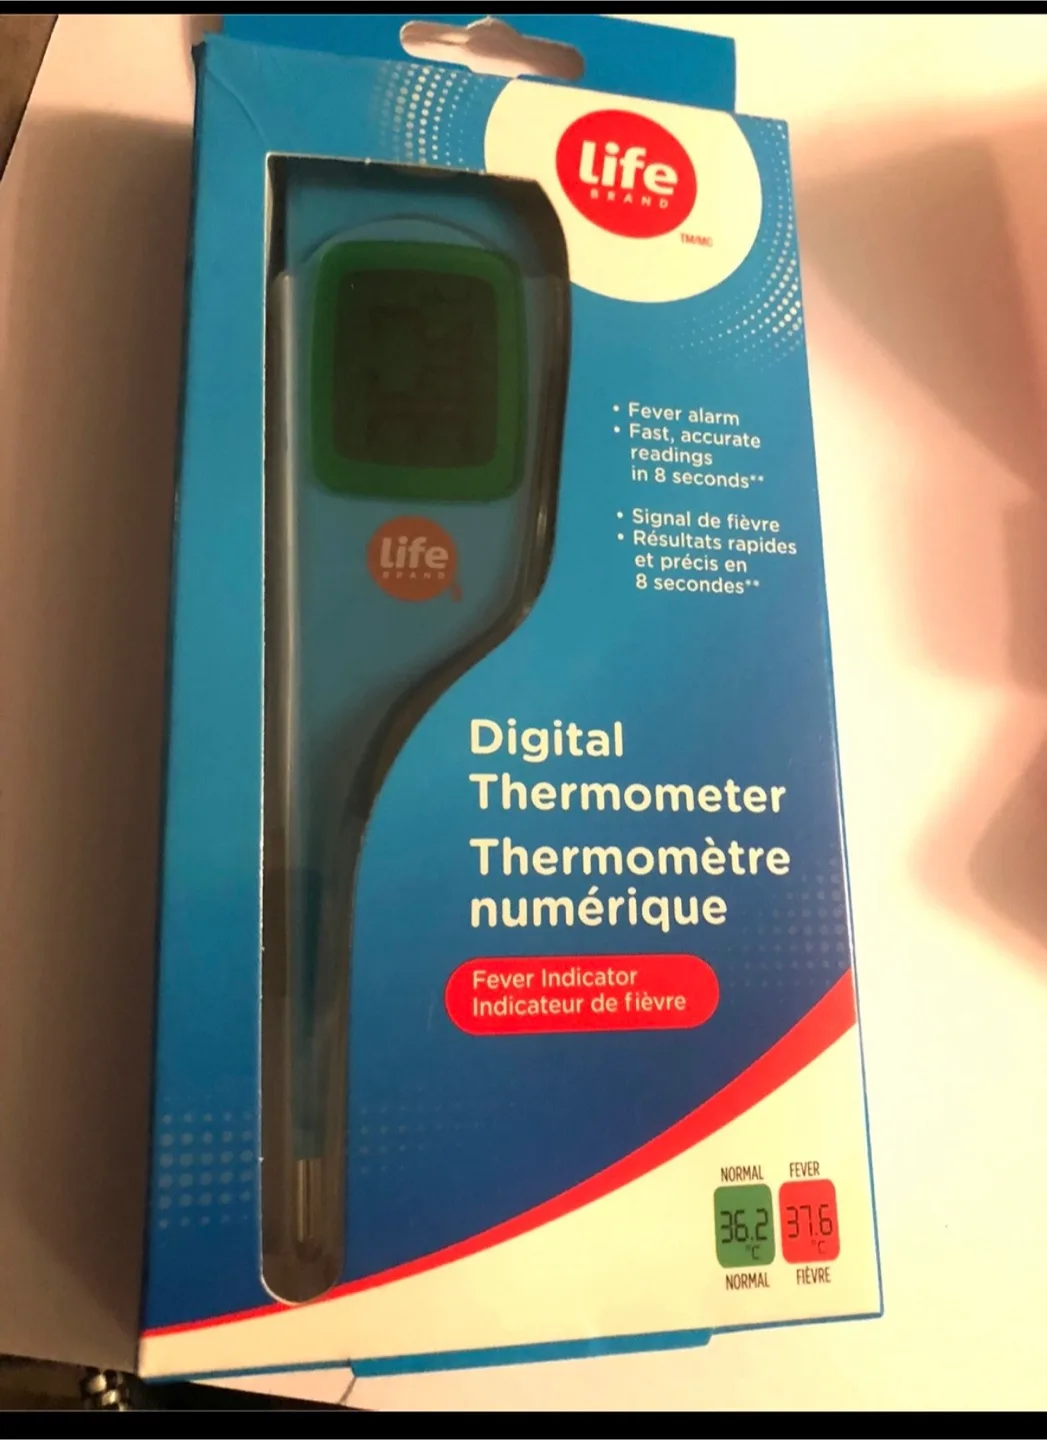 Life
BRAND
TM/MC
• Fever alarm
• Fast, accurate
readings
in 8 seconds**
• Signal de fièvre
• Résultats rapides
et précis en
8 secondes**
Life
BRAND
Digital
Thermometer
Thermomètre
numérique
Fever Indicator
Indicateur de fièvre
NORMAL FEVER
36.2 37.6
°C °C
NORMAL FIÈVRE